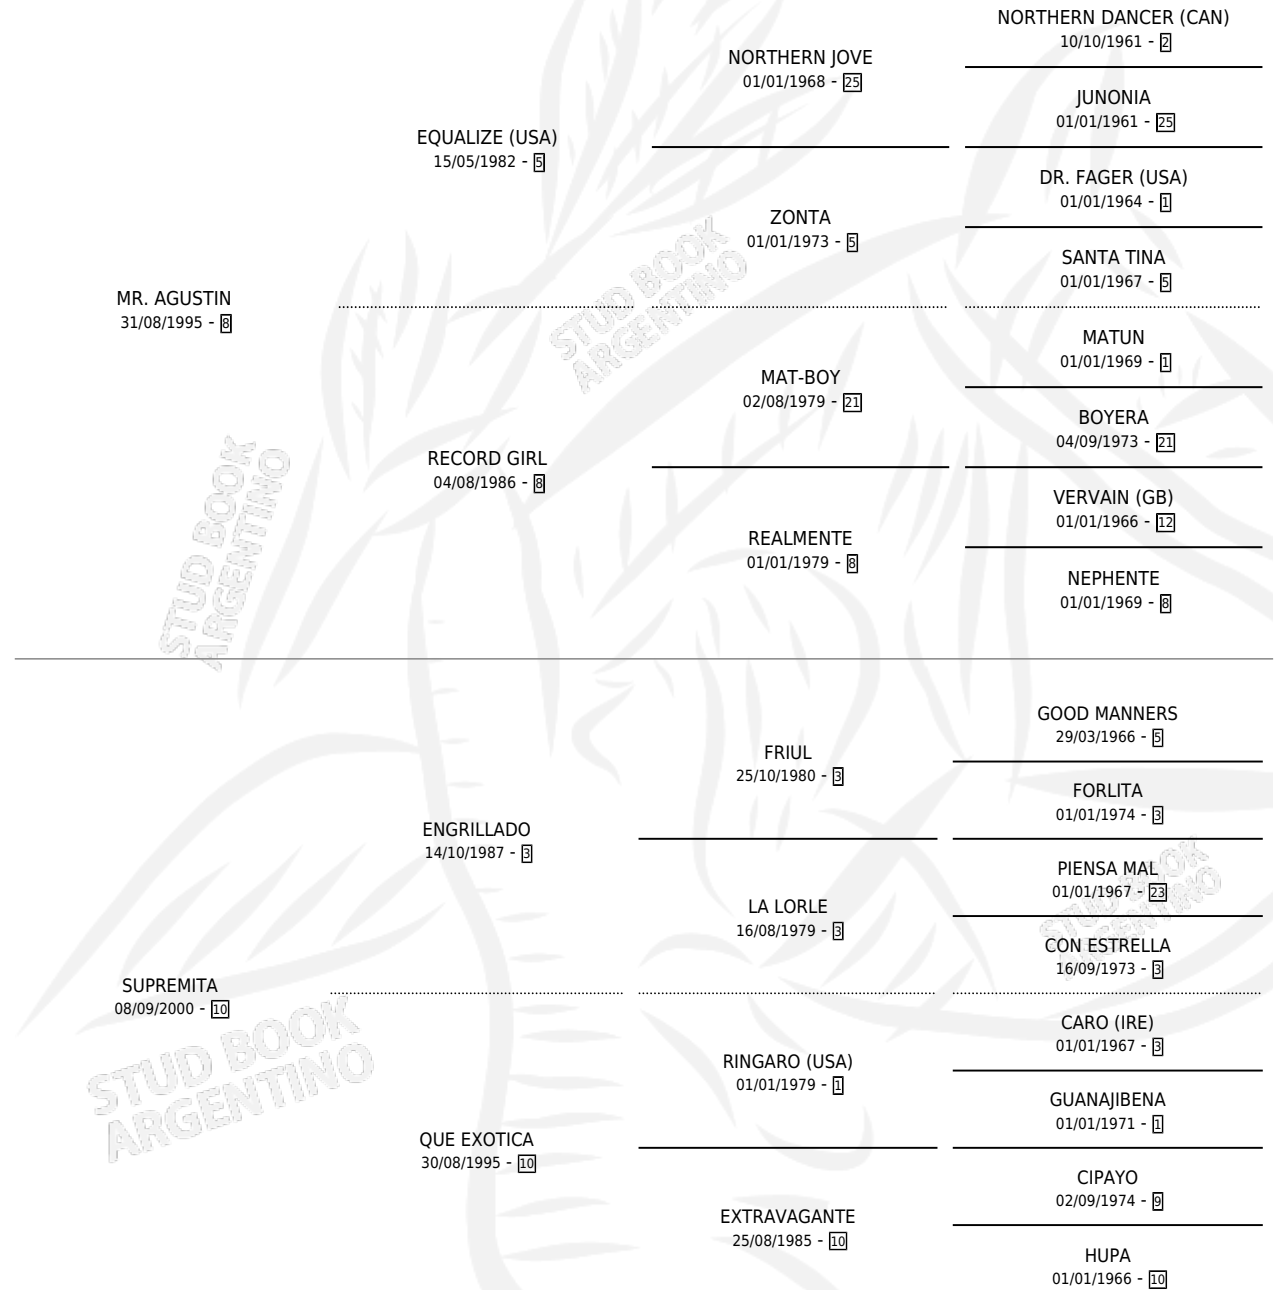 NORTHERN DANCER (CAN)
10/10/1961 - 2
NORTHERN JOVE
01/01/1968 - 25
JUNONIA
01/01/1961 - 25
EQUALIZE (USA)
15/05/1982 - 5
DR. FAGER (USA)
01/01/1964 - 1
ZONTA
01/01/1973 - 5
SANTA TINA
01/01/1967 - 5
MR. AGUSTIN
31/08/1995 - 8
MATUN
01/01/1969 - 1
MAT-BOY
02/08/1979 - 21
BOYERA
04/09/1973 - 21
RECORD GIRL
04/08/1986 - 8
VERVAIN (GB)
01/01/1966 - 12
REALMENTE
01/01/1979 - 8
NEPHENTE
01/01/1969 - 8
STUD BOOK
ARGENTINO
STUD BOOK
ARGENTINO
GOOD MANNERS
29/03/1966 - 5
FRIUL
25/10/1980 - 3
FORLITA
01/01/1974 - 3
ENGRILLADO
14/10/1987 - 3
PIENSA MAL
01/01/1967 - 23
LA LORLE
16/08/1979 - 3
CON ESTRELLA
16/09/1973 - 3
SUPREMITA
08/09/2000 - 10
CARO (IRE)
01/01/1967 - 3
RINGARO (USA)
01/01/1979 - 1
GUANAJIBENA
01/01/1971 - 1
QUE EXOTICA
30/08/1995 - 10
CIPAYO
02/09/1974 - 9
EXTRAVAGANTE
25/08/1985 - 10
HUPA
01/01/1966 - 10
STUD BOOK
ARGENTINO
STUD BOOK
ARGENTINO